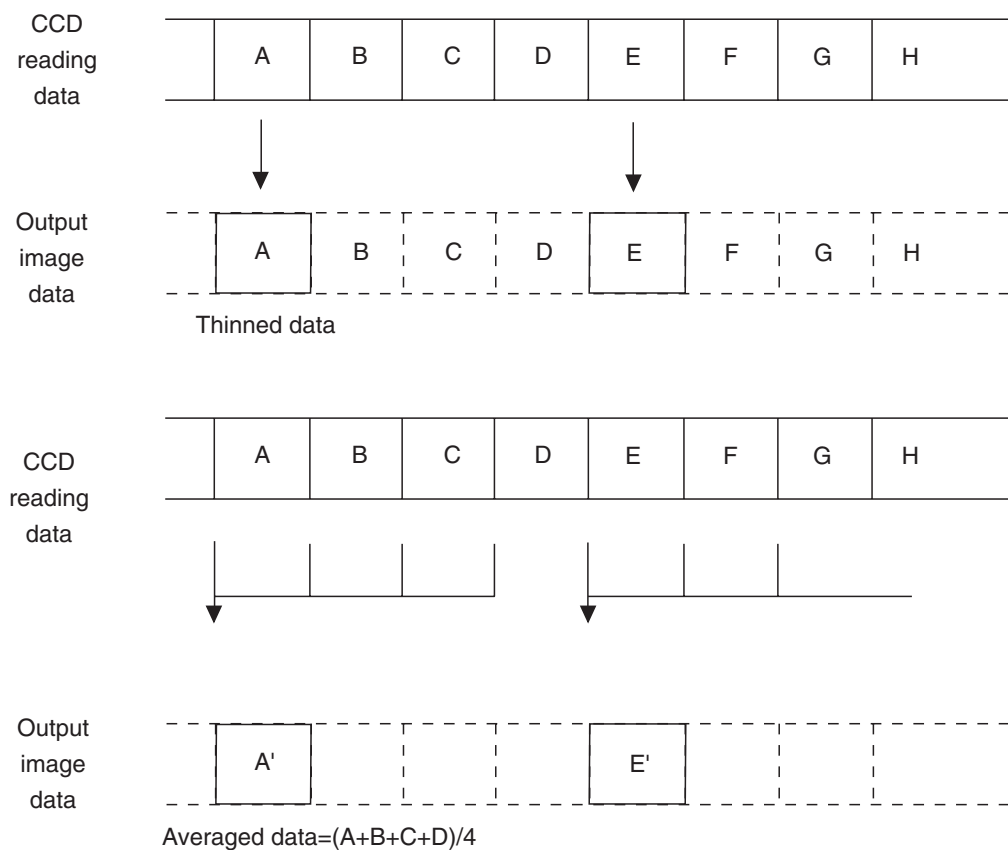 CCD
reading
data
A B C D E F G H
Output
image
data
A B C D E F G H
Thinned data
CCD
reading
data
A B C D E F G H
Output
image
data
A' E'
Averaged data=(A+B+C+D)/4